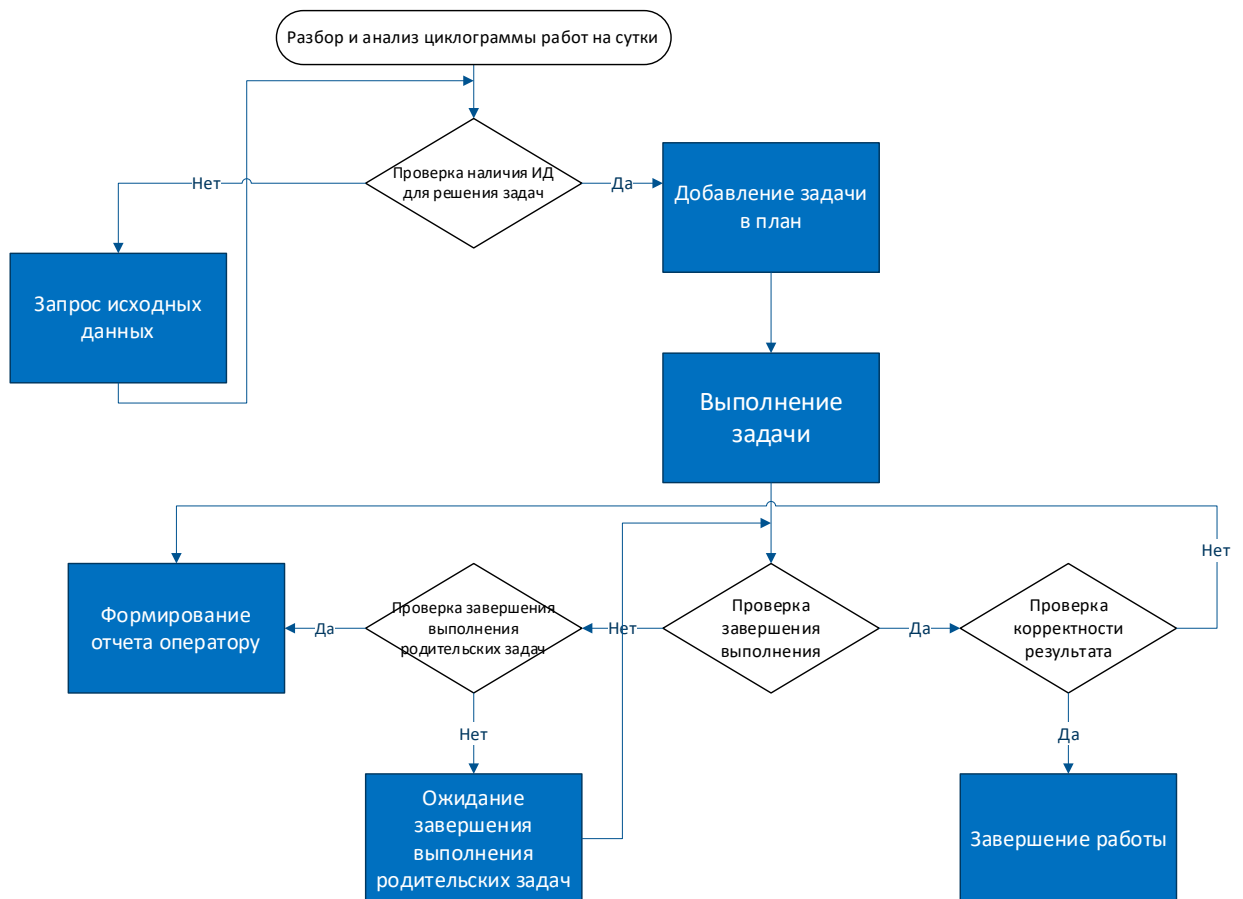 Разбор и анализ циклограммы работ на сутки
Проверка наличия ИД
для решения задач
Нет
Да
Добавление задачи
в план
Запрос исходных
данных
Выполнение
задачи
Нет
Формирование
отчета оператору
Да
Проверка завершения
выполнения
родительских задач
Нет
Проверка
завершения
выполнения
Да
Проверка
корректности
результата
Нет
Да
Ожидание
завершения
выполнения
родительских задач
Завершение работы